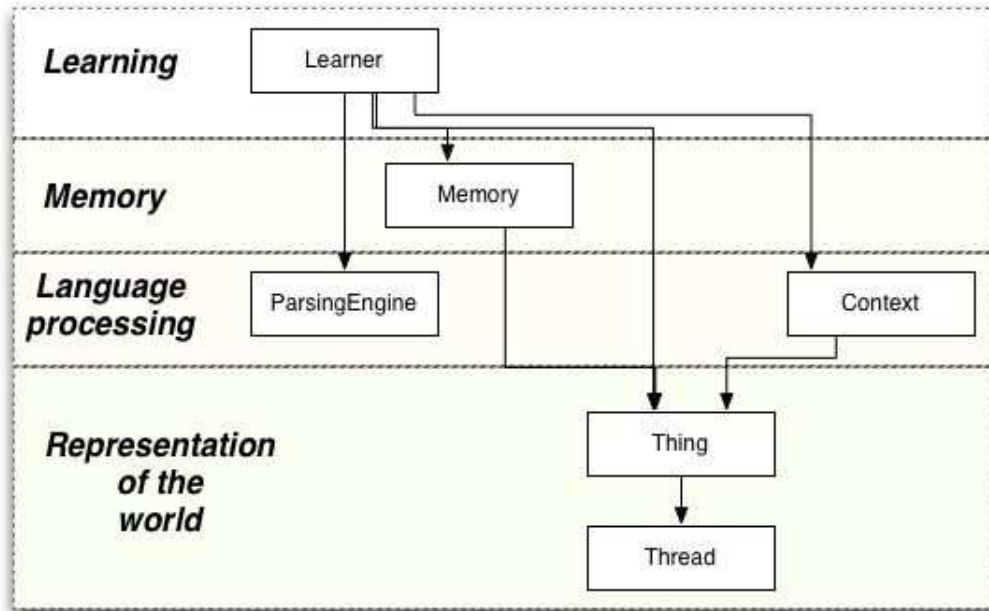 Learning
Learner
Memory
Memory
Language
processing
ParsingEngine
Context
Representation
of the
world
Thing
Thread